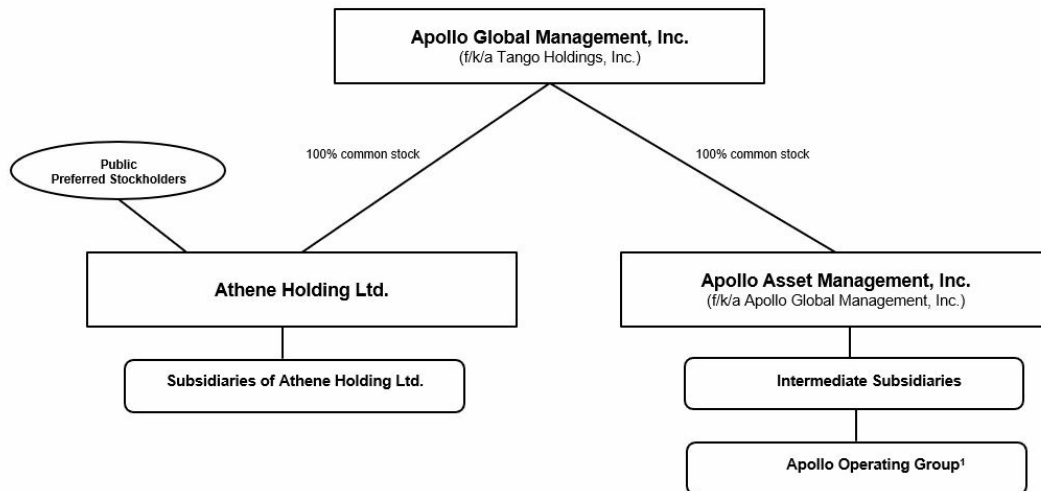 Apollo Global Management, Inc.
(f/k/a Tango Holdings, Inc.)
100% common stock
100% common stock
Public
Preferred Stockholders
Athene Holding Ltd.
Apollo Asset Management, Inc.
(f/k/a Apollo Global Management, Inc.)
Subsidiaries of Athene Holding Ltd.
Intermediate Subsidiaries
Apollo Operating Group¹